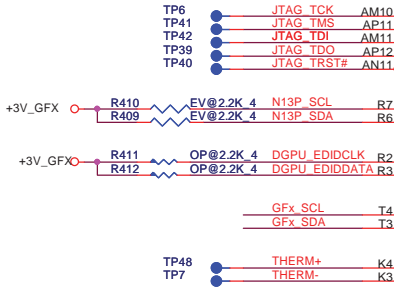 TP6 JTAG_TCK AM10
TP41 JTAG_TMS AP11
TP42 JTAG_TDI AM11
TP39 JTAG_TDO AP12
TP40 JTAG_TRST# AN11
+3V_GFX R410 EV@2.2K_4 N13P_SCL R7
R409 EV@2.2K_4 N13P_SDA R6
+3V_GFX R411 OP@2.2K_4 DGPU_EDIDCLK R2
R412 OP@2.2K_4 DGPU_EDIDDATA R3
GFx_SCL T4
GFx_SDA T3
TP48 THERM+ K4
TP7 THERM- K3